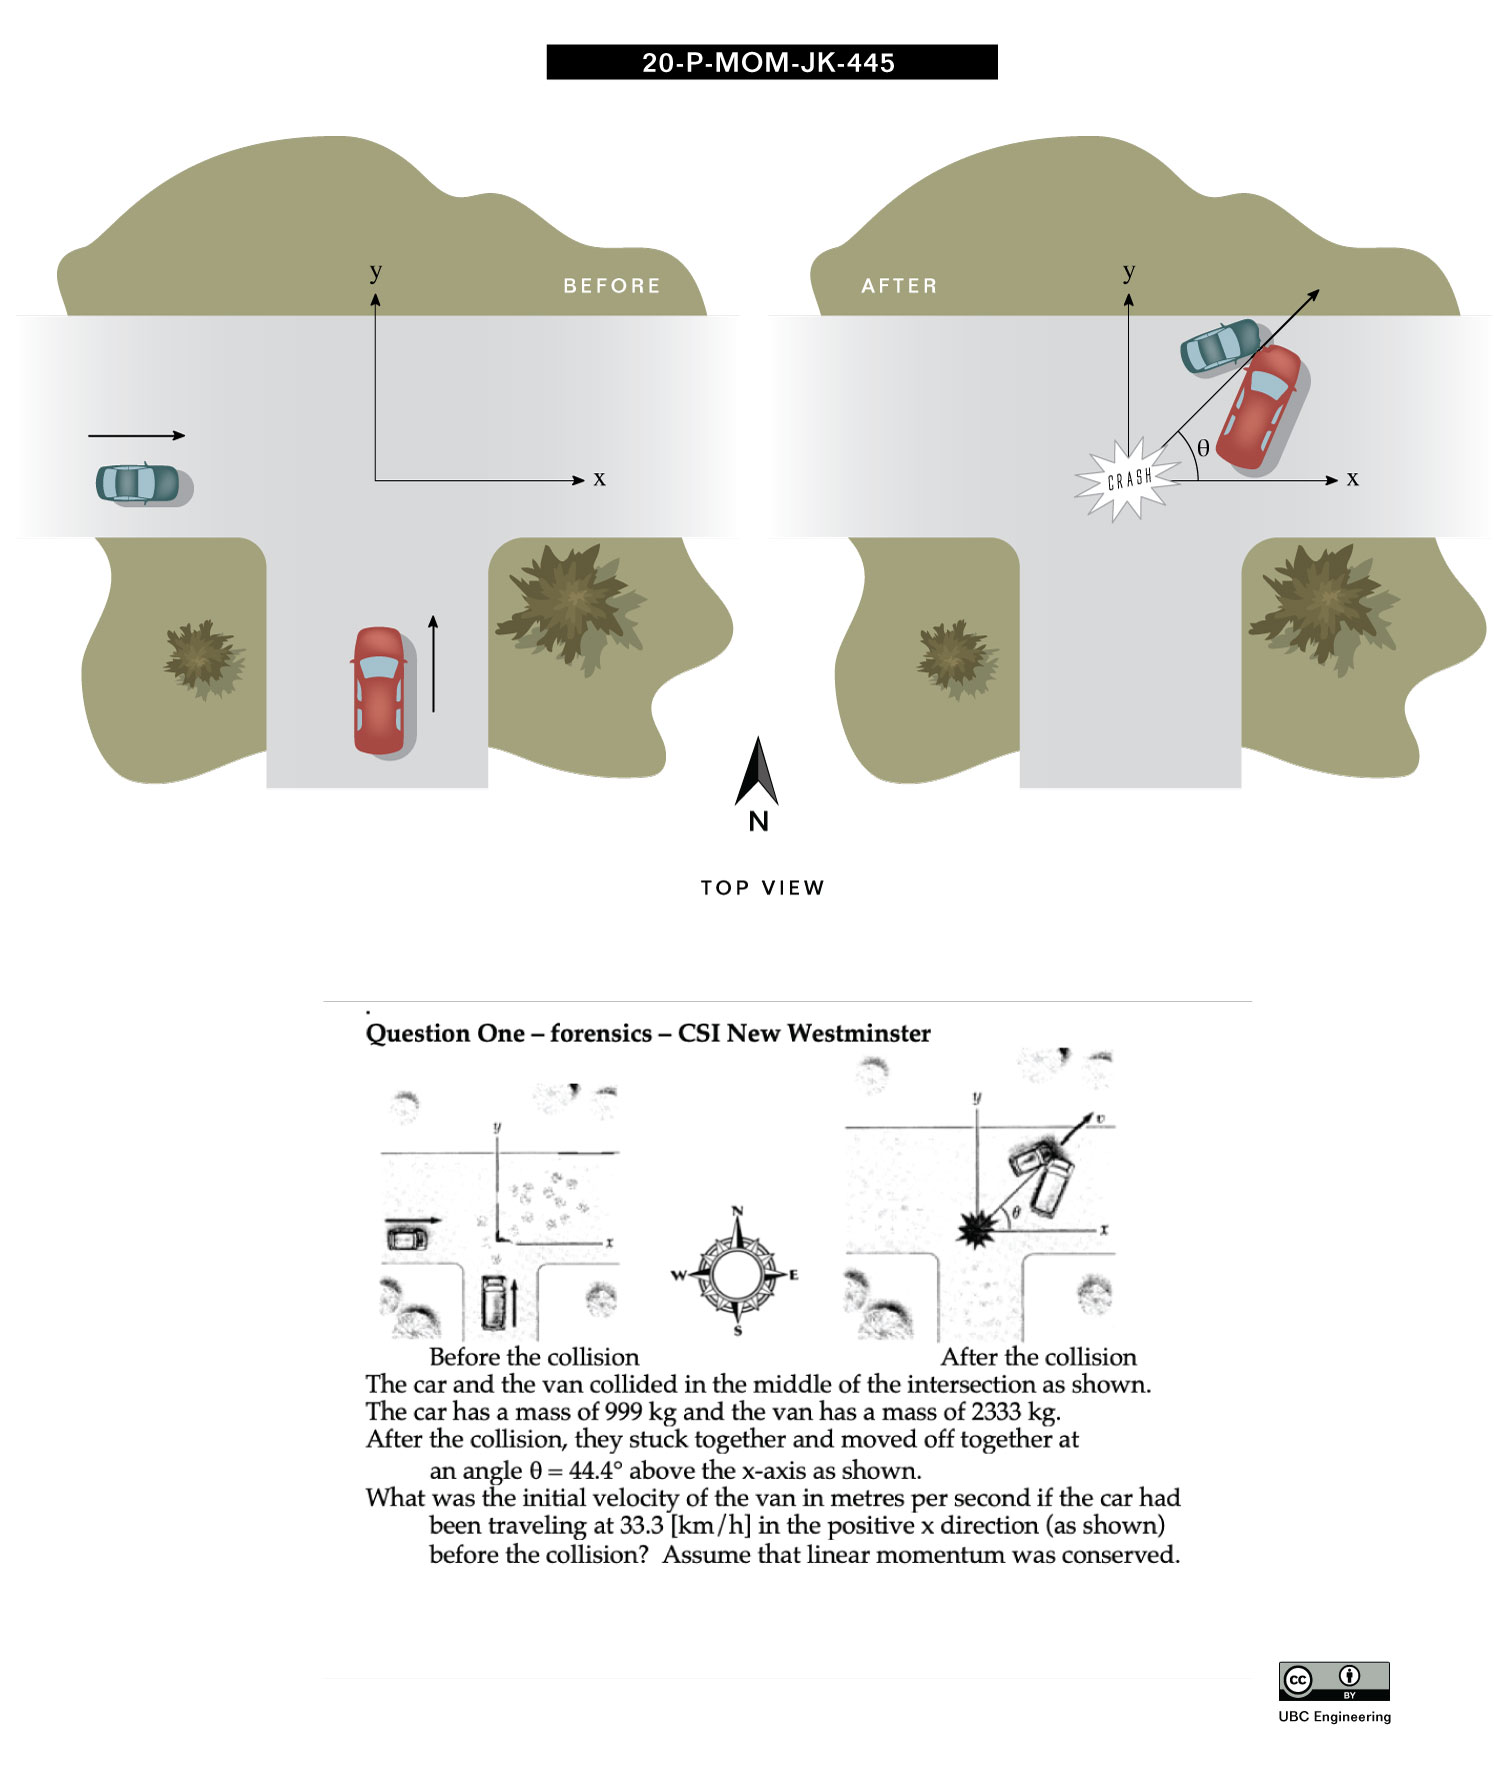 20-P-MOM-JK-445
y
BEFORE
x
AFTER
y
θ
CRASH
x
N
TOP VIEW
Question One – forensics – CSI New Westminster
y
x
N
W
E
S
y
v
θ
x
Before the collision
After the collision
The car and the van collided in the middle of the intersection as shown.
The car has a mass of 999 kg and the van has a mass of 2333 kg.
After the collision, they stuck together and moved off together at
an angle θ = 44.4° above the x-axis as shown.
What was the initial velocity of the van in metres per second if the car had
been traveling at 33.3 [km/h] in the positive x direction (as shown)
before the collision? Assume that linear momentum was conserved.
cc
BY
UBC Engineering